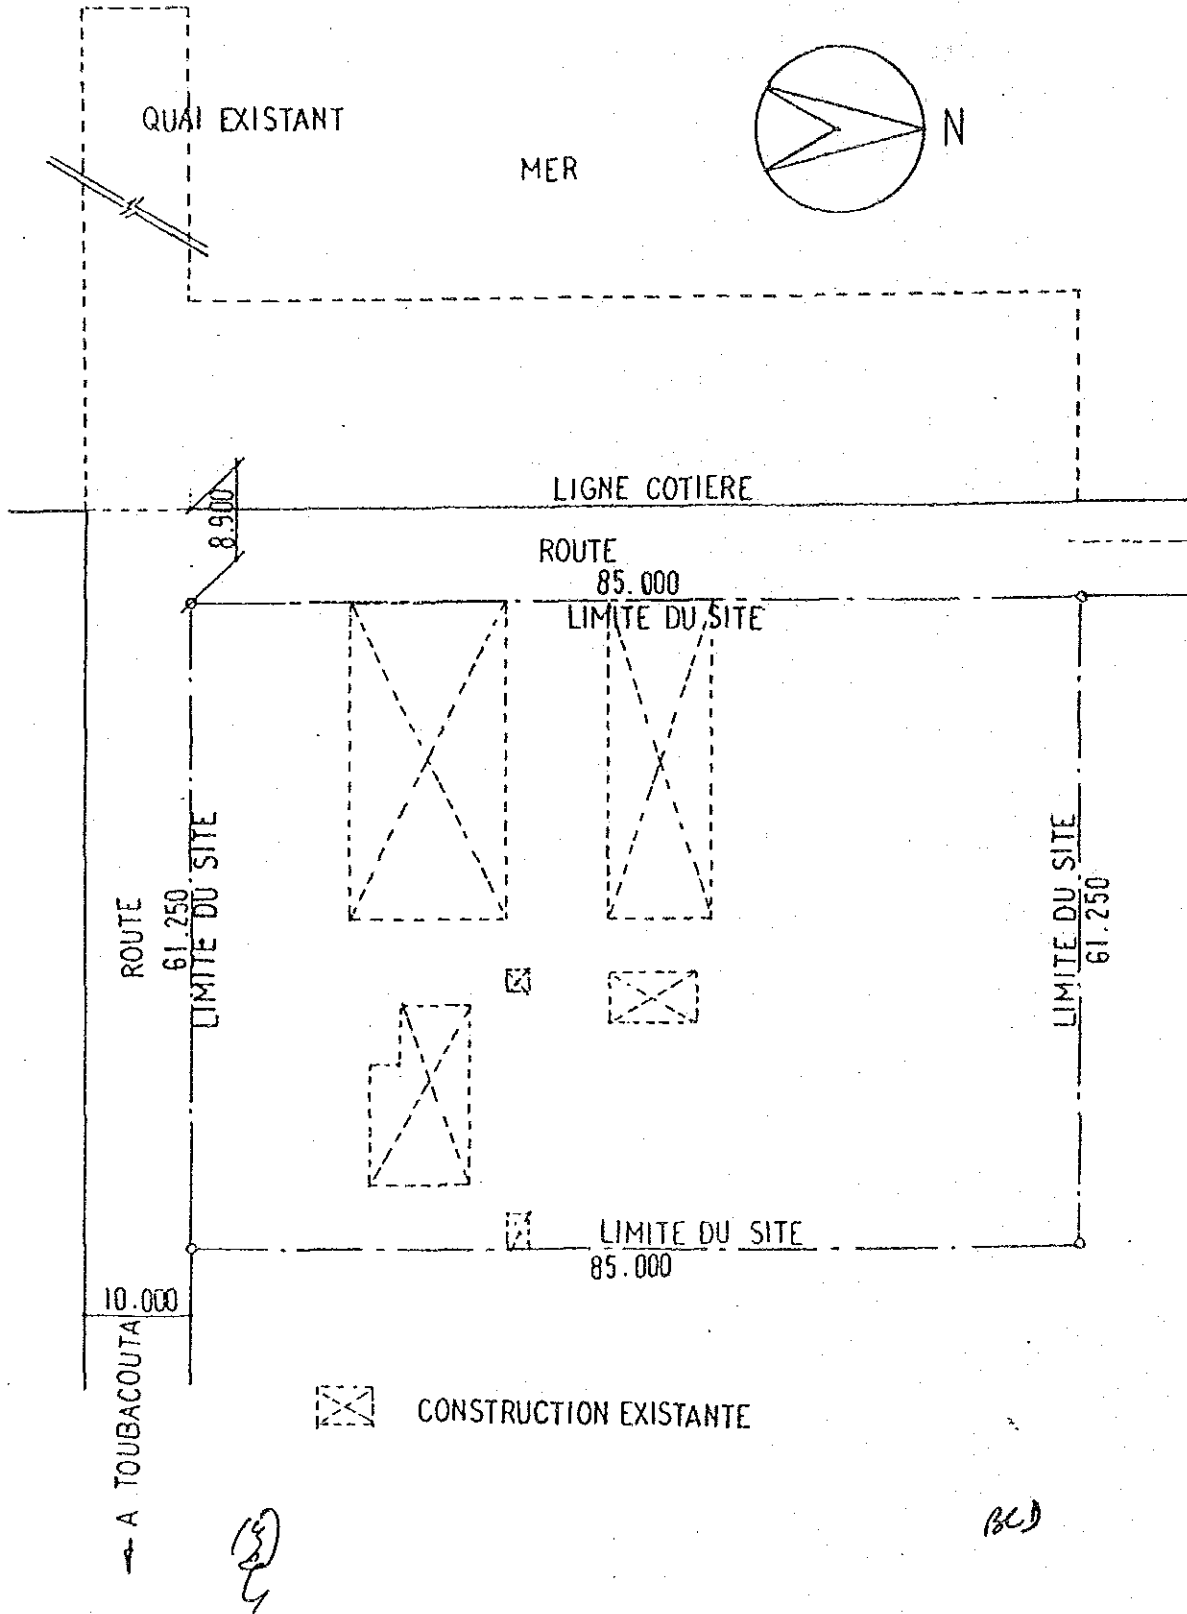 QUAI EXISTANT
MER
N
LIGNE COTIERE
8.900
ROUTE
85.000
LIMITE DU SITE
ROUTE
61.250
LIMITE DU SITE
LIMITE DU SITE
61.250
LIMITE DU SITE
85.000
10.000
A TOUBACOUTA
CONSTRUCTION EXISTANTE
BCD